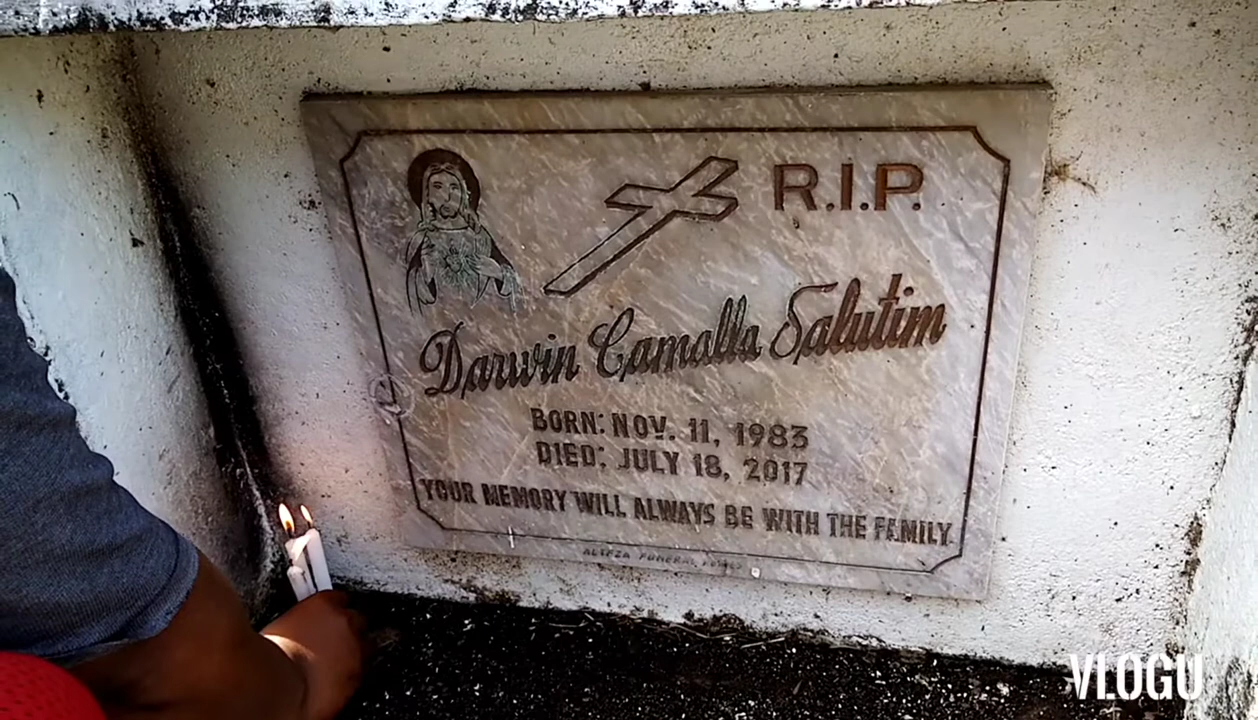 R.I.P.
Darwin Camalla Salutim
BORN: NOV. 11, 1983
DIED: JULY 18, 2017
YOUR MEMORY WILL ALWAYS BE WITH THE FAMILY
FUNERAL
VLOGU